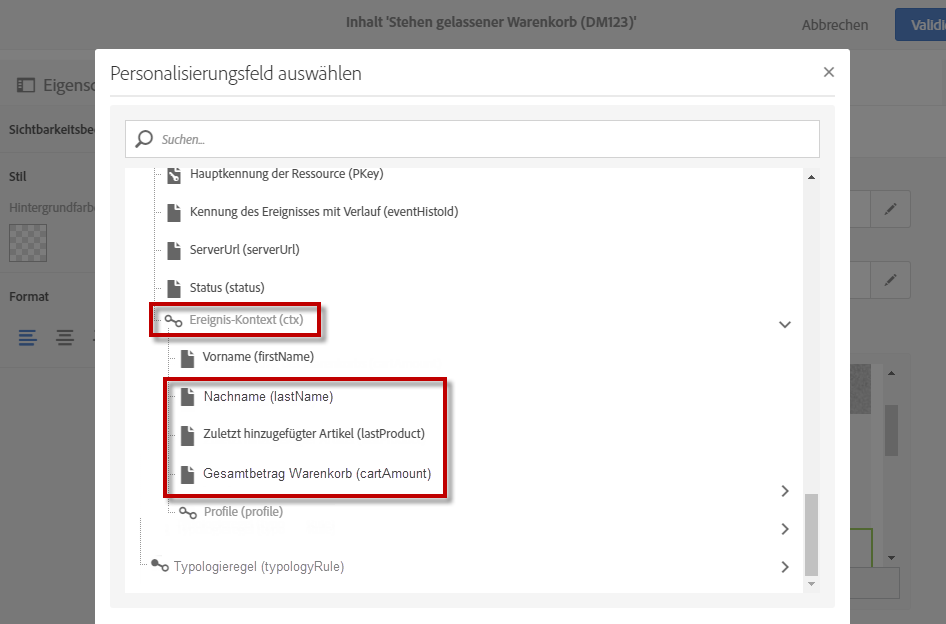 Inhalt 'Stehen gelassener Warenkorb (DM123)'
Abbrechen
Personalisierungsfeld auswählen
Suchen...
Sichtbarkeitsbe
Stil
Hintergrundfarb
Format
Hauptkennung der Ressource (PKey)
Kennung des Ereignisses mit Verlauf (eventHistoId)
ServerUrl (serverUrl)
Status (status)
Ereignis-Kontext (ctx)
Vorname (firstName)
Nachname (lastName)
Zuletzt hinzugefügter Artikel (lastProduct)
Gesamtbetrag Warenkorb (cartAmount)
Profile (profile)
Typologieregel (typologyRule)